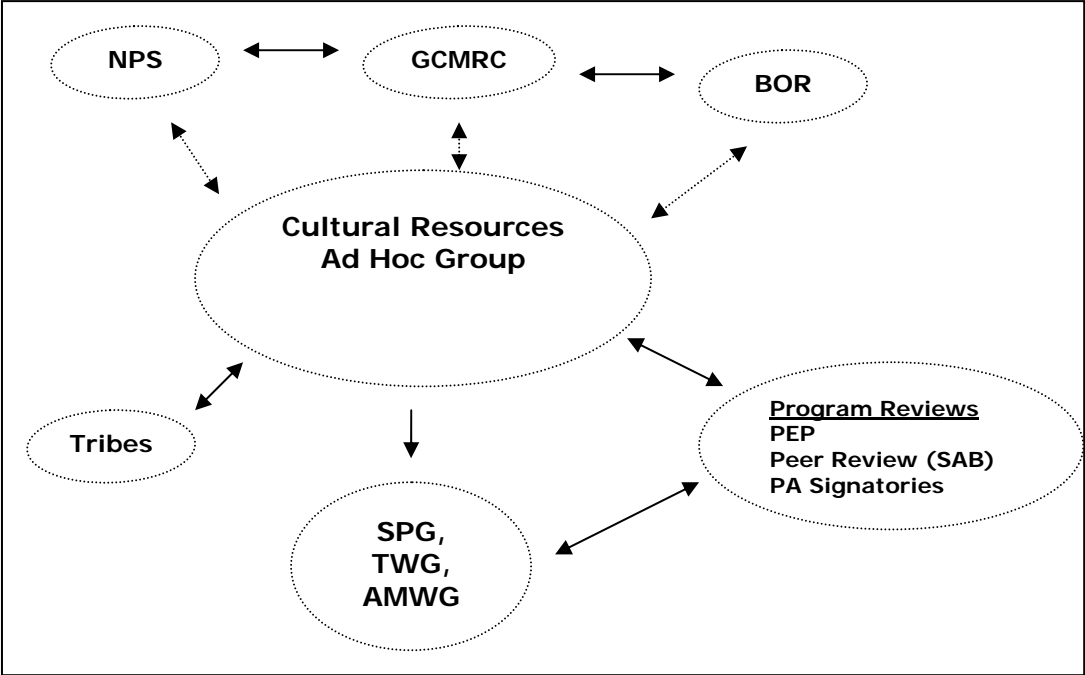 NPS
GCMRC
BOR
Cultural Resources
Ad Hoc Group
Tribes
Program Reviews
PEP
Peer Review (SAB)
PA Signatories
SPG,
TWG,
AMWG